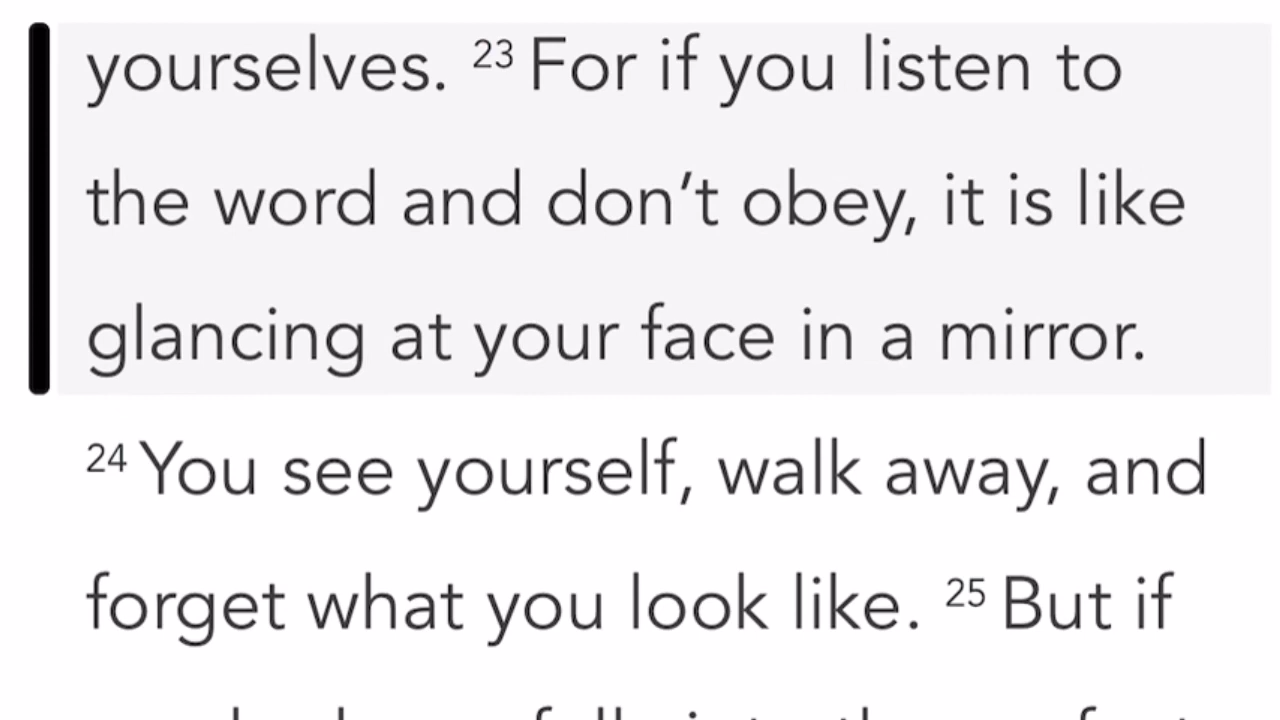 yourselves. 23 For if you listen to
the word and don’t obey, it is like
glancing at your face in a mirror.
24 You see yourself, walk away, and
forget what you look like. 25 But if